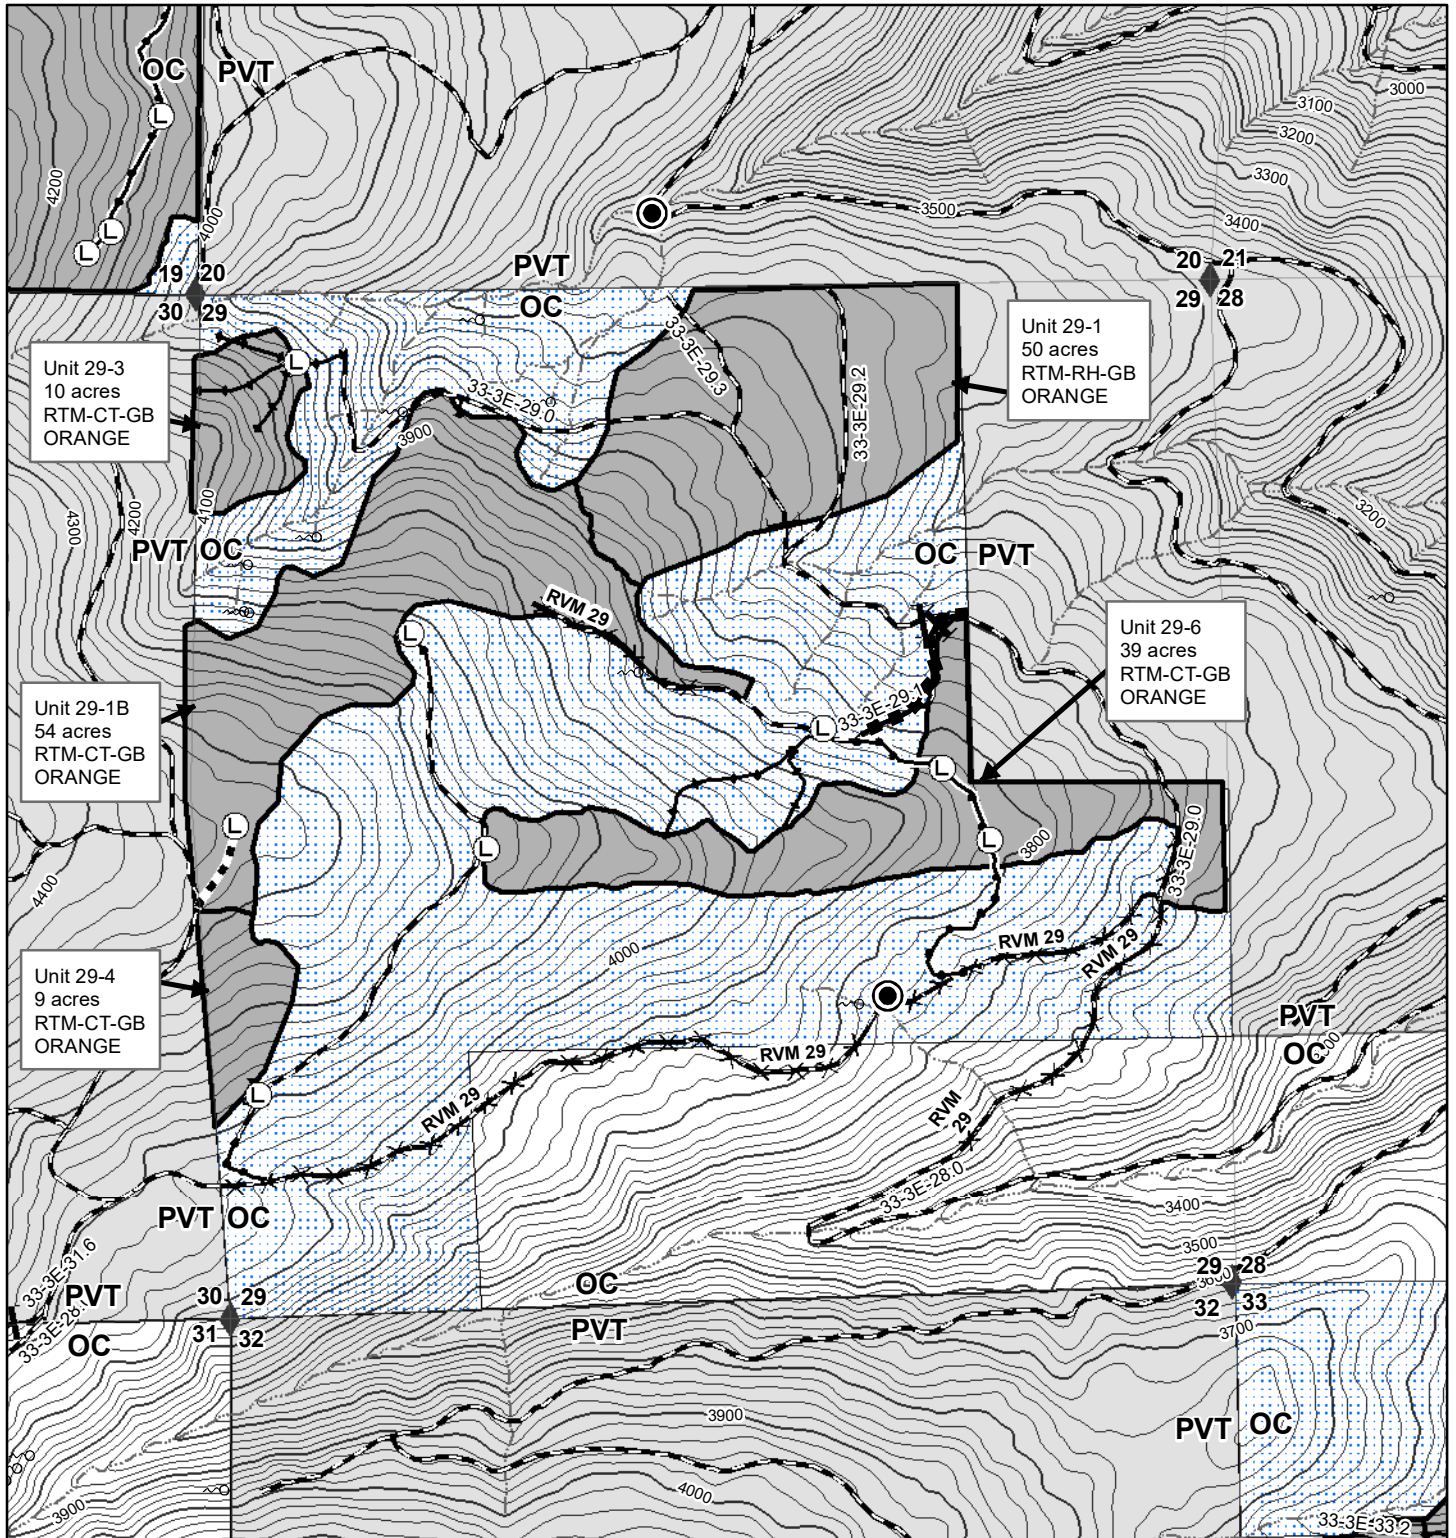 OC
PVT
3000
3100
3200
3300
3400
3500
4200
4000
L
L
L
19 20
30 29
PVT
OC
20 21
29 28
Unit 29-3
10 acres
RTM-CT-GB
ORANGE
L
33-3E-29.0
3900
33-3E-29.3
33-3E-29.2
Unit 29-1
50 acres
RTM-RH-GB
ORANGE
4300
4200
4100
3200
PVT OC
OC PVT
RVM 29
L
Unit 29-6
39 acres
RTM-CT-GB
ORANGE
Unit 29-1B
54 acres
RTM-CT-GB
ORANGE
33-3E-29.1
L
L
L
L
L
3800
33-3E-29.0
4400
4000
RVM 29
RVM 29
Unit 29-4
9 acres
RTM-CT-GB
ORANGE
PVT
OC
RVM 29
RVM 29
RVM
29
L
33-3E-28.0
3400
3500
3600
3700
PVT OC
33-3E-31.6
PVT
OC
30 29
31 32
OC
PVT
29 28
32 33
PVT OC
3900
4000
3900
33-3E-33.2